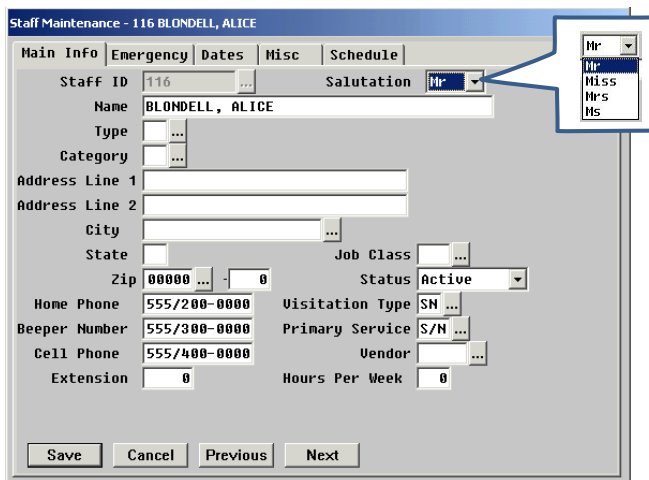 Staff Maintenance - 116 BLONDELL, ALICE
Main Info Emergency Dates Misc Schedule
Staff ID 116 ... Salutation Mr
Mr
Mr
Miss
Mrs
Ms
Name BLONDELL, ALICE
Type ...
Category ...
Address Line 1
Address Line 2
City ...
State Job Class ...
Zip 00000 ... - 0 Status Active
Home Phone 555/200-0000 Visitation Type SN ...
Beeper Number 555/300-0000 Primary Service S/N ...
Cell Phone 555/400-0000 Vendor ...
Extension 0 Hours Per Week 0
Save Cancel Previous Next